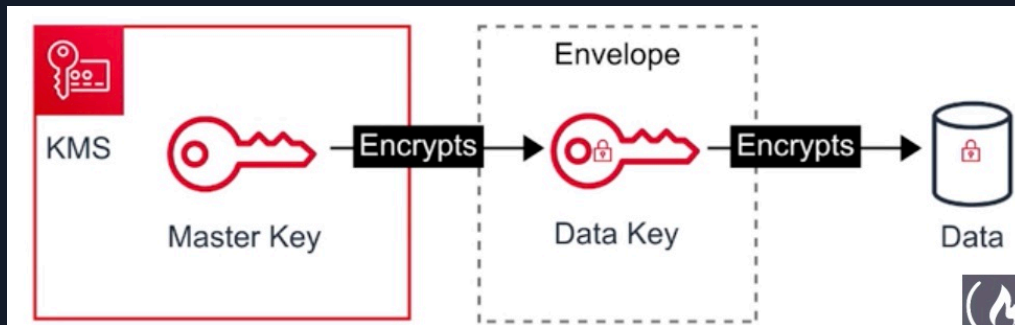 Envelope
KMS
Encrypts
Encrypts
Master Key
Data Key
Data